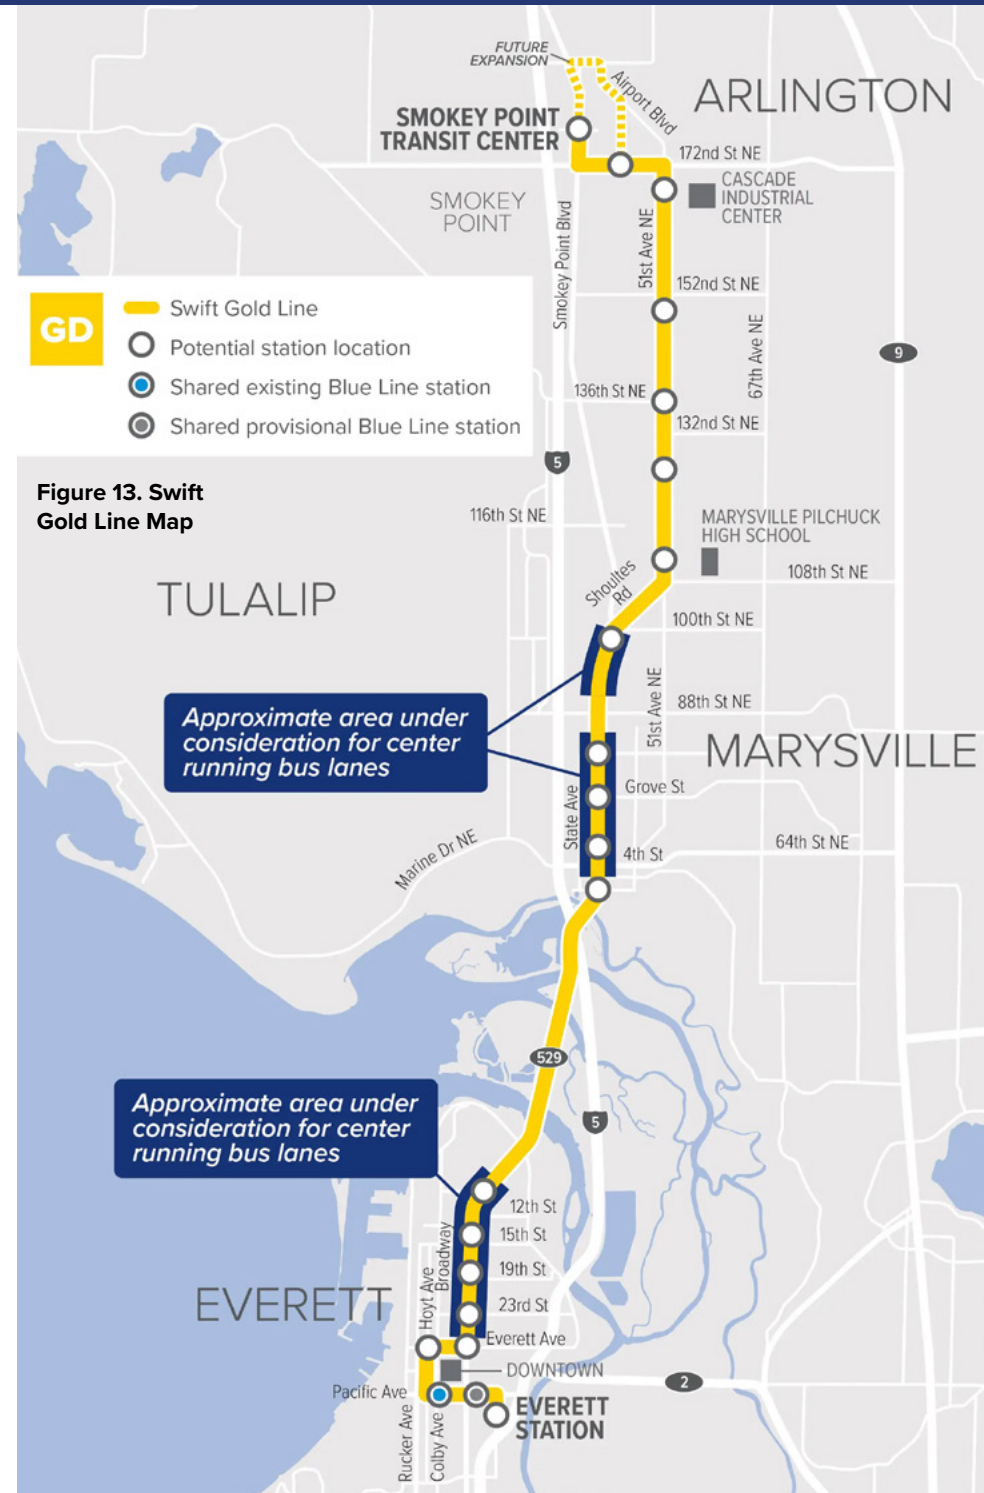 FUTURE
EXPANSION
Airport Blvd
ARLINGTON
SMOKEY POINT
TRANSIT CENTER
172nd St NE
CASCADE
INDUSTRIAL
CENTER
SMOKEY
POINT
Smokey Point Blvd
51st Ave NE
152nd St NE
GD
Swift Gold Line
Potential station location
Shared existing Blue Line station
Shared provisional Blue Line station
67th Ave NE
9
136th St NE
132nd St NE
5
Figure 13. Swift
Gold Line Map
116th St NE
MARYSVILLE PILCHUCK
HIGH SCHOOL
108th St NE
TULALIP
Shoultes
Rd
100th St NE
51st Ave NE
88th St NE
Approximate area under
consideration for center
running bus lanes
MARYSVILLE
Grove St
State Ave
Marine Dr NE
4th St
64th St NE
529
5
Approximate area under
consideration for center
running bus lanes
12th St
15th St
Broadway
19th St
Hoyt Ave
EVERETT
23rd St
Everett Ave
DOWNTOWN
2
Pacific Ave
EVERETT
STATION
Rucker Ave
Colby Ave